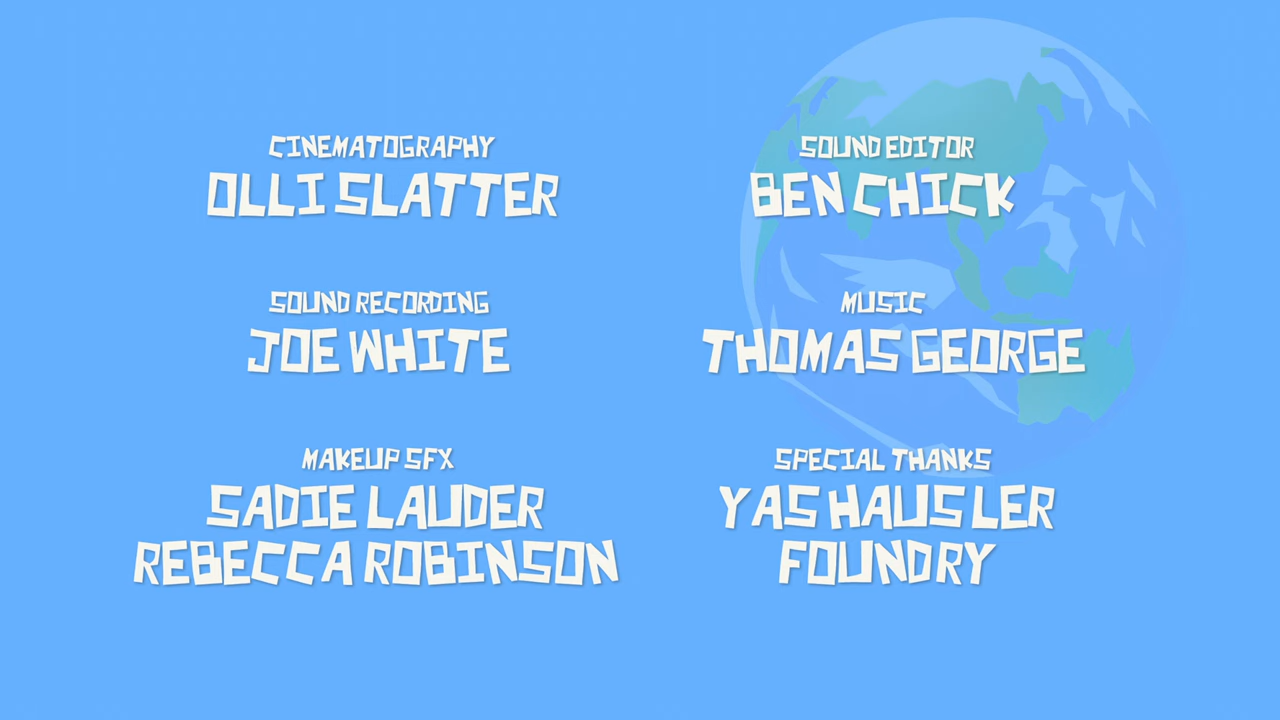 CINEMATOGRAPHY
OLLI SLATTER
SOUND RECORDING
JOE WHITE
MAKEUP SFX
SADIE LAUDER
REBECCA ROBINSON
SOUND EDITOR
BEN CHICK
MUSIC
THOMAS GEORGE
SPECIAL THANKS
YAS HAUSLER
FOUNDRY